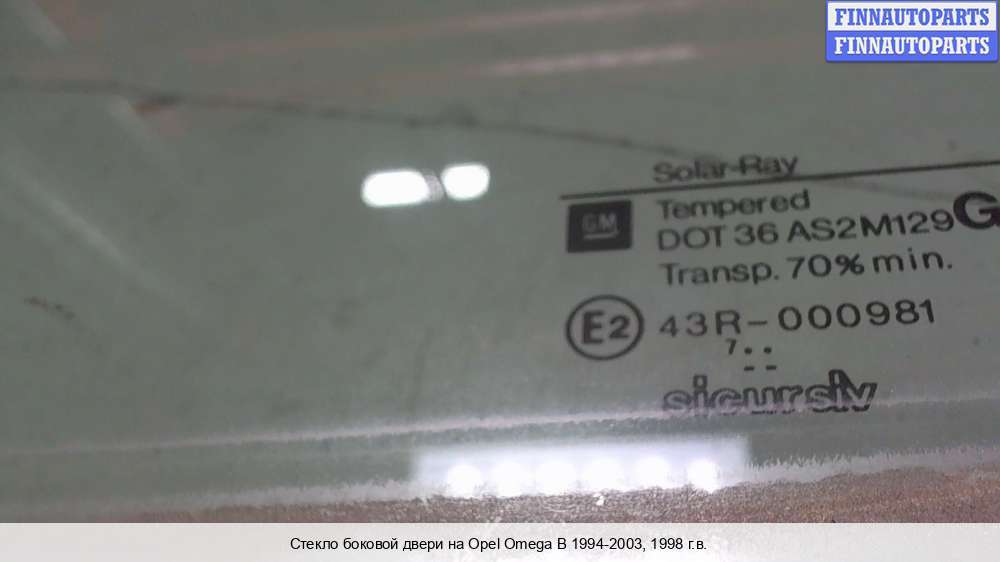 FINNAUTOPARTS
FINNAUTOPARTS
Solar-Ray
GM
Tempered
DOT 36 AS2 M129 G
Transp. 70% min.
E2 43R-000981
7..
--
Стекло боковой двери на Opel Omega B 1994-2003, 1998 г.в.